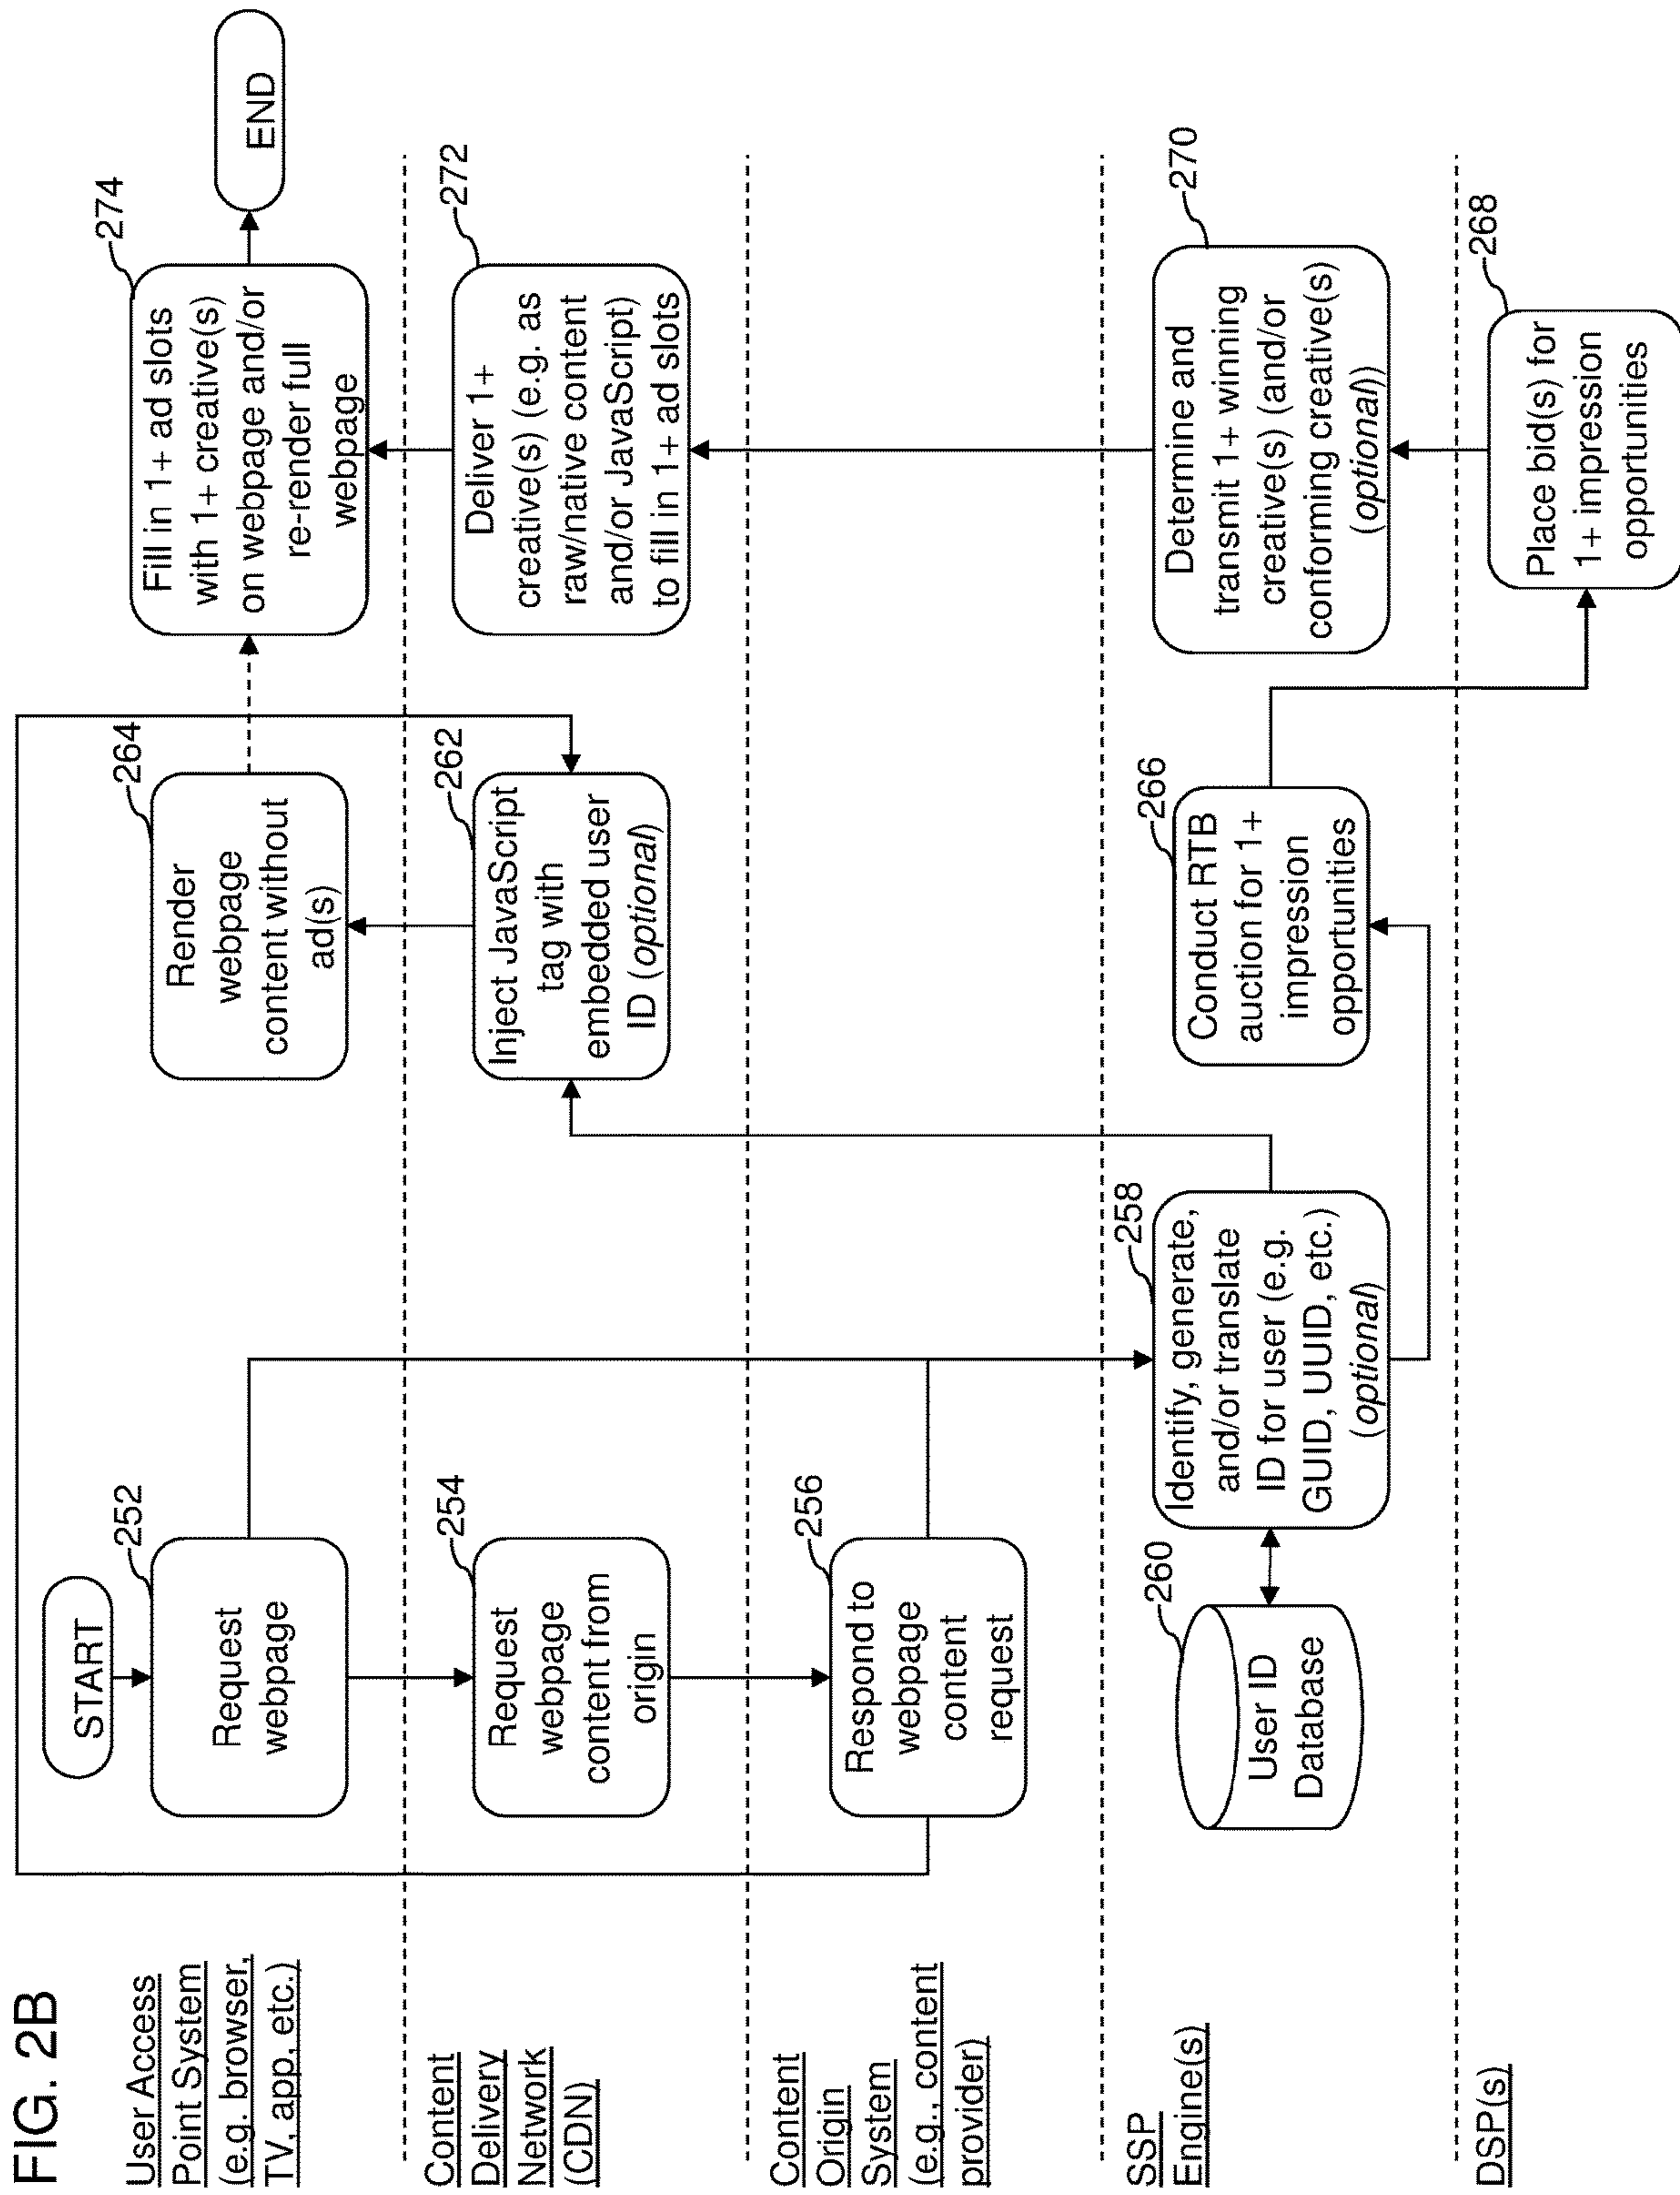 FIG. 2B
User Access
Point System
(e.g. browser,
TV, app, etc.)
START
252
Request
webpage
264
Render
webpage
content without
ad(s)
274
Fill in 1+ ad slots
with 1+ creative(s)
on webpage and/or
re-render full
webpage
END
Content
Delivery
Network
(CDN)
254
Request
webpage
content from
origin
262
Inject JavaScript
tag with
embedded user
ID (optional)
272
Deliver 1+
creative(s) (e.g. as
raw/native content
and/or JavaScript)
to fill in 1+ ad slots
Content
Origin
System
(e.g., content
provider)
256
Respond to
webpage
content
request
SSP
Engine(s)
260
User ID
Database
258
Identify, generate,
and/or translate
ID for user (e.g.
GUID, UUID, etc.)
(optional)
266
Conduct RTB
auction for 1+
impression
opportunities
270
Determine and
transmit 1+ winning
creative(s) (and/or
conforming creative(s)
(optional))
DSP(s)
268
Place bid(s) for
1+ impression
opportunities